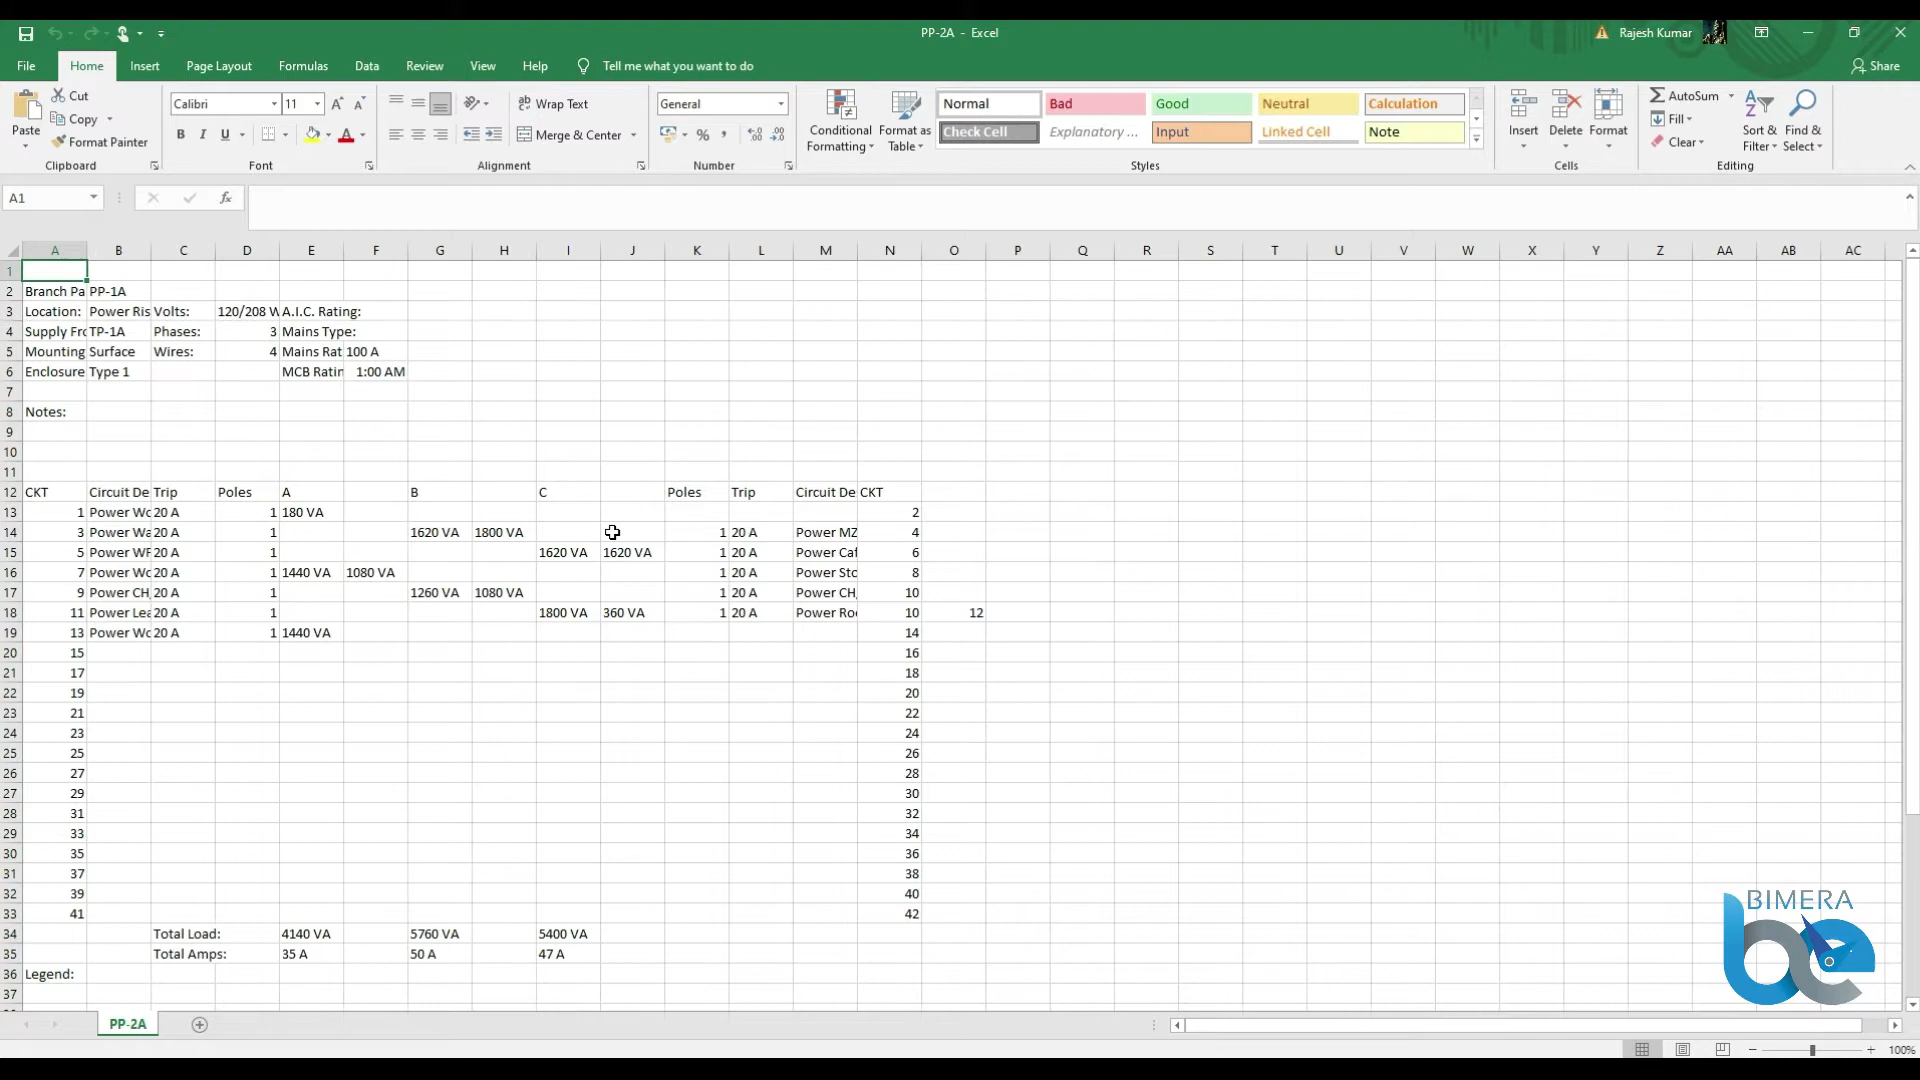 PP-2A - Excel
Rajesh Kumar
File Home Insert Page Layout Formulas Data Review View Help Tell me what you want to do Share
Paste
Cut
Copy
Format Painter
Clipboard
Calibri 11
A A
B I U A
Font
ab Wrap Text
Merge & Center
Alignment
General
% ,
Number
Conditional Formatting
Format as Table
Normal Bad Good Neutral Calculation
Check Cell Explanatory ... Input Linked Cell Note
Styles
Insert Delete Format
Cells
AutoSum
Fill
Clear
Sort & Filter
Find & Select
Editing
A1 fx
A B C D E F G H I J K L M N O P Q R S T U V W X Y Z AA AB AC
1
2 Branch Pa PP-1A
3 Location: Power Ris Volts: 120/208 W A.I.C. Rating:
4 Supply Fro TP-1A Phases: 3 Mains Type:
5 Mounting Surface Wires: 4 Mains Rat 100 A
6 Enclosure Type 1 MCB Ratin 1:00 AM
7
8 Notes:
9
10
11
12 CKT Circuit De Trip Poles A B C Poles Trip Circuit De CKT
13 1 Power Wo 20 A 1 180 VA 2
14 3 Power Wa 20 A 1 1620 VA 1800 VA 1 20 A Power MZ 4
15 5 Power WF 20 A 1 1620 VA 1620 VA 1 20 A Power Caf 6
16 7 Power Wo 20 A 1 1440 VA 1080 VA 1 20 A Power Sto 8
17 9 Power CH 20 A 1 1260 VA 1080 VA 1 20 A Power CH 10
18 11 Power Lea 20 A 1 1800 VA 360 VA 1 20 A Power Roo 10 12
19 13 Power Wo 20 A 1 1440 VA 14
20 15 16
21 17 18
22 19 20
23 21 22
24 23 24
25 25 26
26 27 28
27 29 30
28 31 32
29 33 34
30 35 36
31 37 38
32 39 40
33 41 42
34 Total Load: 4140 VA 5760 VA 5400 VA
35 Total Amps: 35 A 50 A 47 A
36 Legend:
37
BIMERA
PP-2A
100%